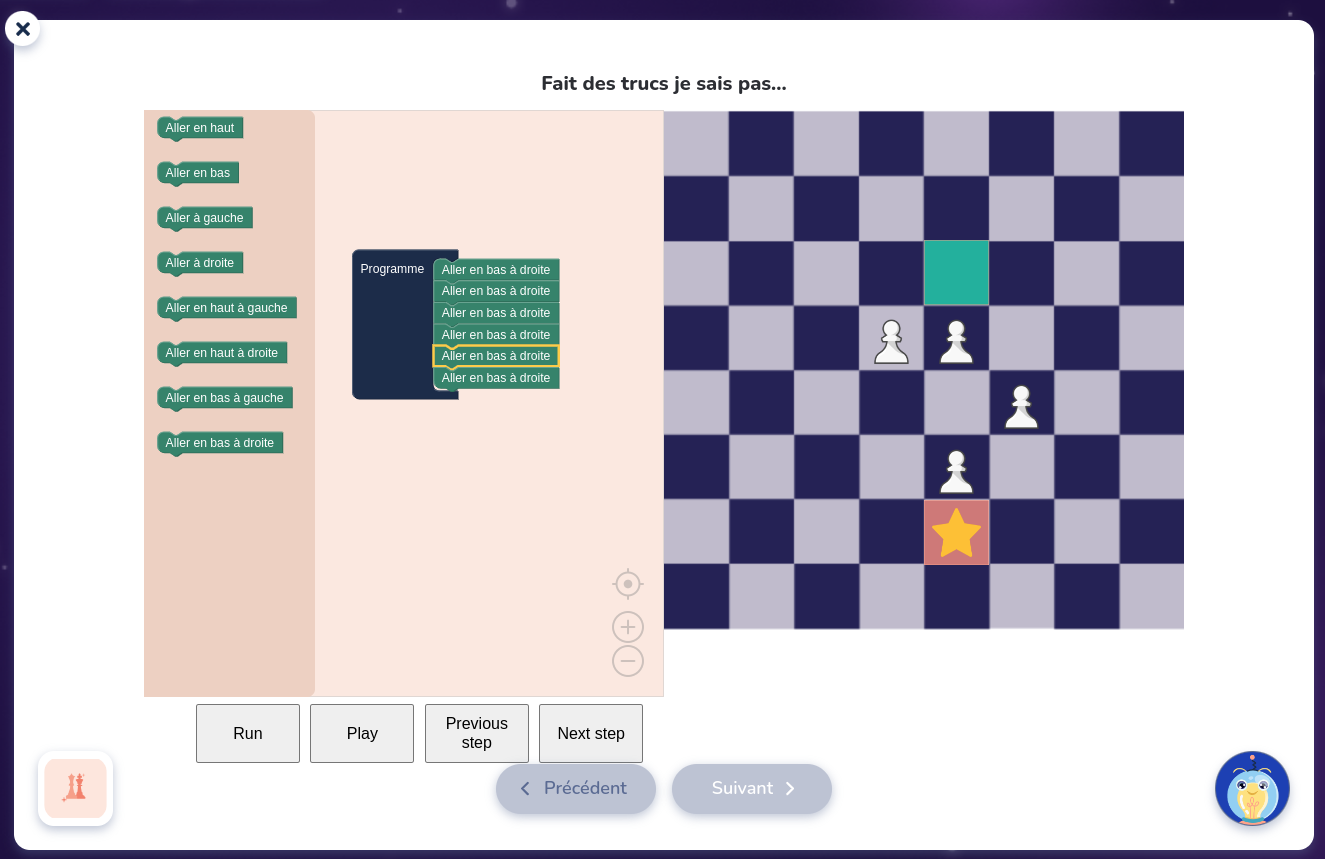 Fait des trucs je sais pas...
Aller en haut
Aller en bas
Aller à gauche
Aller à droite
Aller en haut à gauche
Aller en haut à droite
Aller en bas à gauche
Aller en bas à droite
Programme
Aller en bas à droite
Aller en bas à droite
Aller en bas à droite
Aller en bas à droite
Aller en bas à droite
Aller en bas à droite
Run
Play
Previous
step
Next step
Précédent
Suivant